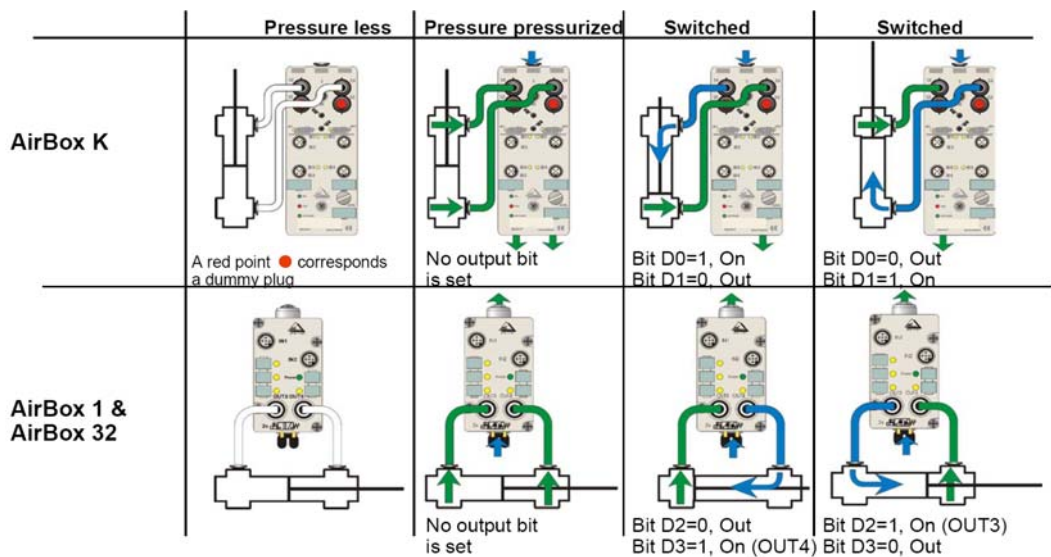 Pressure less
Pressure pressurized
Switched
Switched
AirBox K
A red point corresponds
a dummy plug
No output bit
is set
Bit D0=1, On
Bit D1=0, Out
Bit D0=0, Out
Bit D1=1, On
AirBox 1 &
AirBox 32
IN1
IN2
No output bit
is set
Bit D2=0, Out
Bit D3=1, On (OUT4)
Bit D2=1, On (OUT3)
Bit D3=0, Out